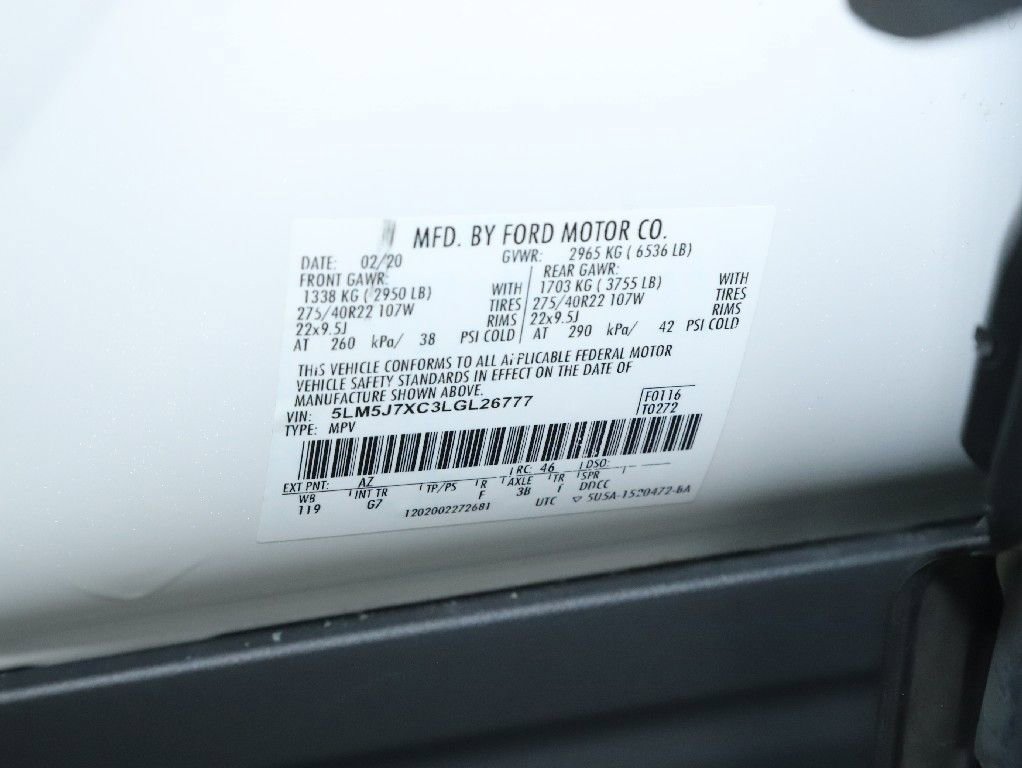 MFD. BY FORD MOTOR CO.
DATE: 02/20 GVWR: 2965 KG ( 6536 LB)
FRONT GAWR: REAR GAWR:
1338 KG ( 2950 LB) WITH 1703 KG ( 3755 LB) WITH
275/40R22 107W TIRES 275/40R22 107W TIRES
22x9.5J RIMS 22x9.5J RIMS
AT 260 kPa/ 38 PSI COLD AT 290 kPa/ 42 PSI COLD
THIS VEHICLE CONFORMS TO ALL APPLICABLE FEDERAL MOTOR
VEHICLE SAFETY STANDARDS IN EFFECT ON THE DATE OF
MANUFACTURE SHOWN ABOVE.
VIN: 5LM5J7XC3LGL26777 F0116
TYPE: MPV T0272
EXT PNT: AZ RC: 46 DSO:
WB INT TR TP/PS R AXLE TR SPR
119 G7 F 3B F DDCC
1202002272681 UTC 5U5A-1520472-BA